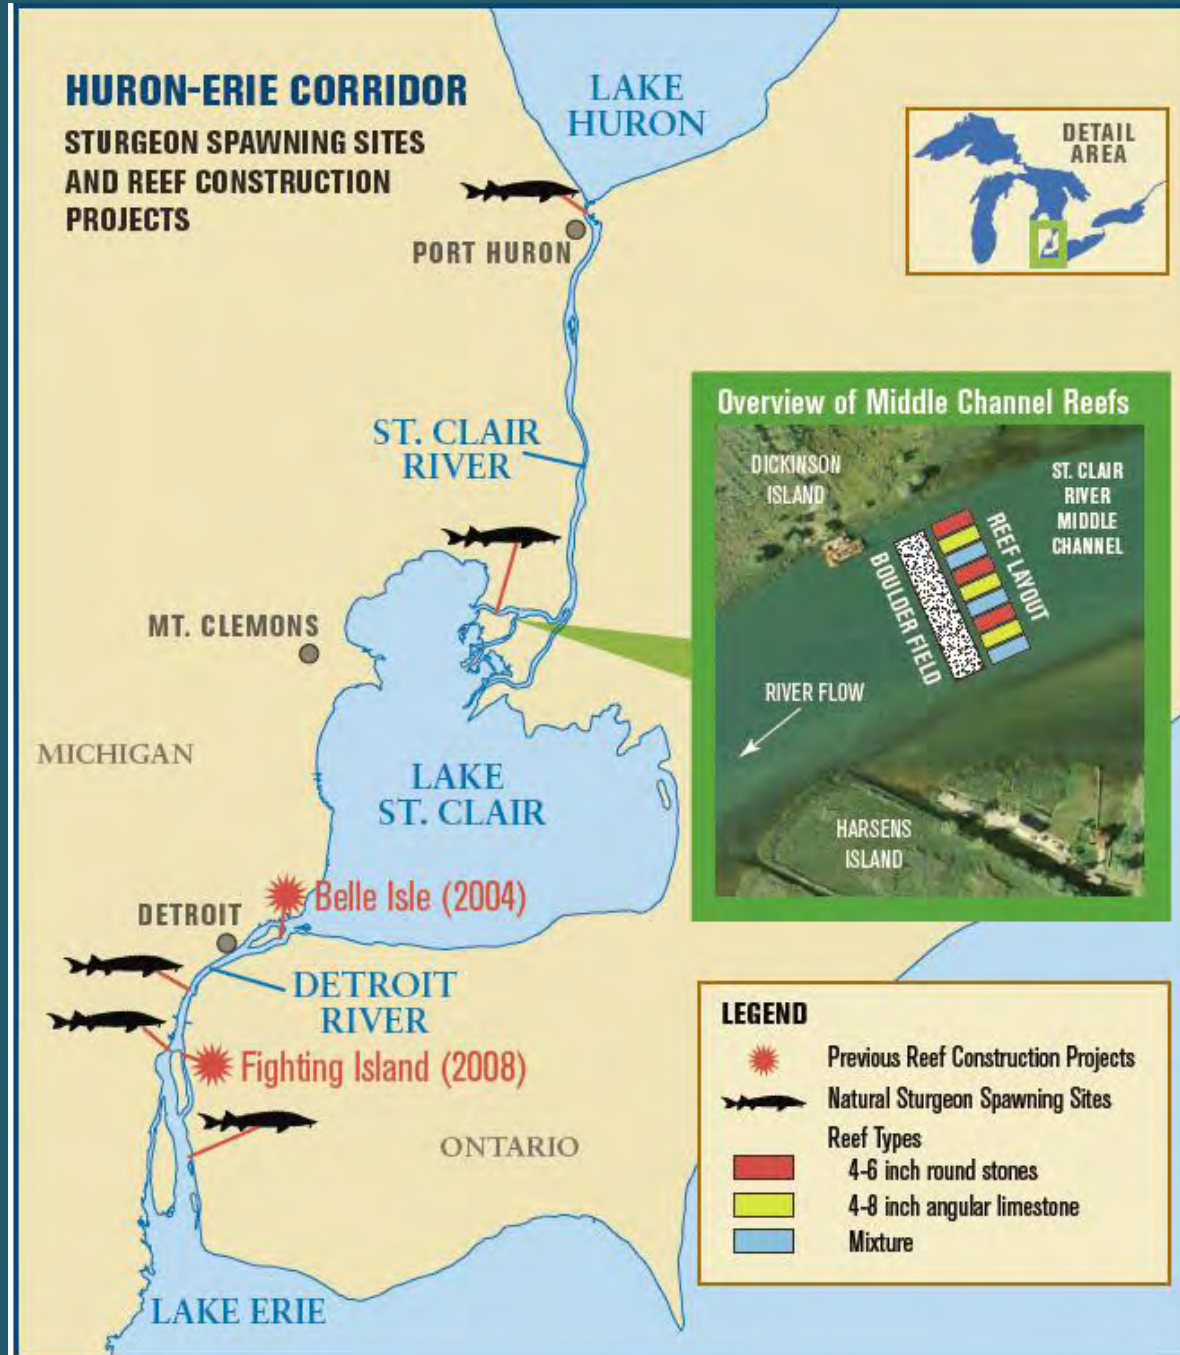 HURON-ERIE CORRIDOR
STURGEON SPAWNING SITES
AND REEF CONSTRUCTION
PROJECTS
LAKE
HURON
DETAIL
AREA
PORT HURON
ST. CLAIR
RIVER
Overview of Middle Channel Reefs
DICKINSON
ISLAND
ST. CLAIR
RIVER
MIDDLE
CHANNEL
REEF LAYOUT
BOULDER FIELD
RIVER FLOW
HARSENS
ISLAND
MT. CLEMONS
MICHIGAN
LAKE
ST. CLAIR
Belle Isle (2004)
DETROIT
DETROIT
RIVER
Fighting Island (2008)
ONTARIO
LAKE ERIE
LEGEND
Previous Reef Construction Projects
Natural Sturgeon Spawning Sites
Reef Types
4-6 inch round stones
4-8 inch angular limestone
Mixture